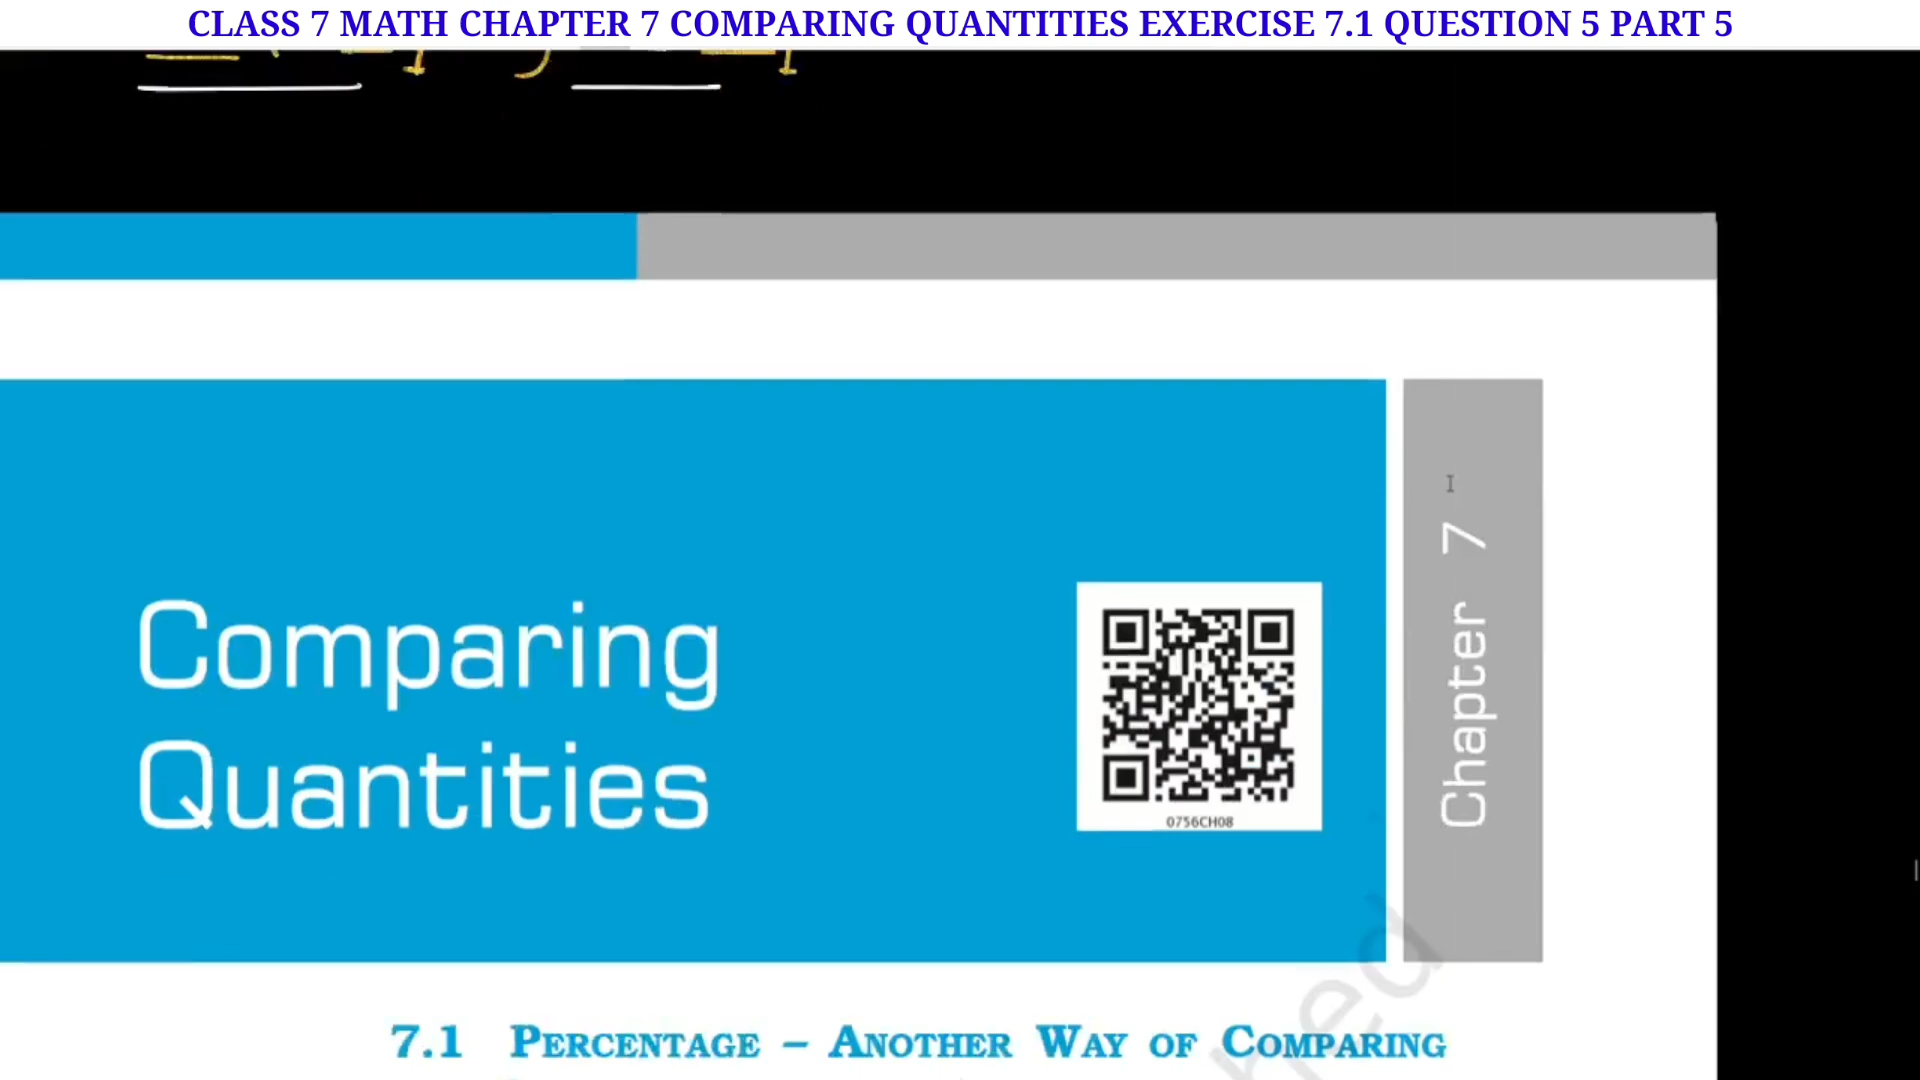 CLASS 7 MATH CHAPTER 7 COMPARING QUANTITIES EXERCISE 7.1 QUESTION 5 PART 5
Comparing
Quantities
0756CH08
Chapter 7
7.1 PERCENTAGE – ANOTHER WAY OF COMPARING